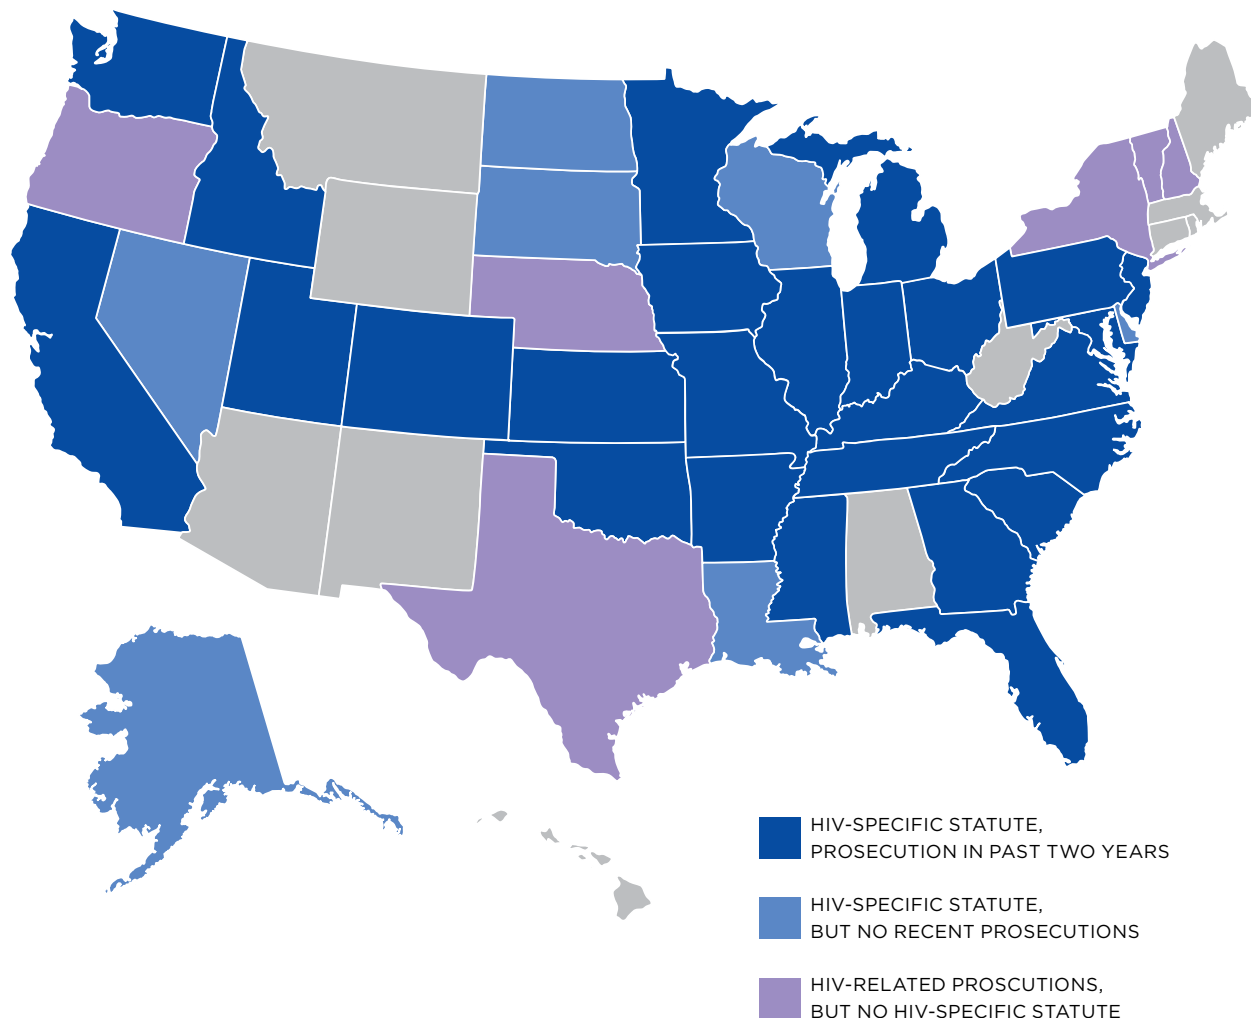 HIV-SPECIFIC STATUTE,
PROSECUTION IN PAST TWO YEARS
HIV-SPECIFIC STATUTE,
BUT NO RECENT PROSECUTIONS
HIV-RELATED PROSCUTIONS,
BUT NO HIV-SPECIFIC STATUTE